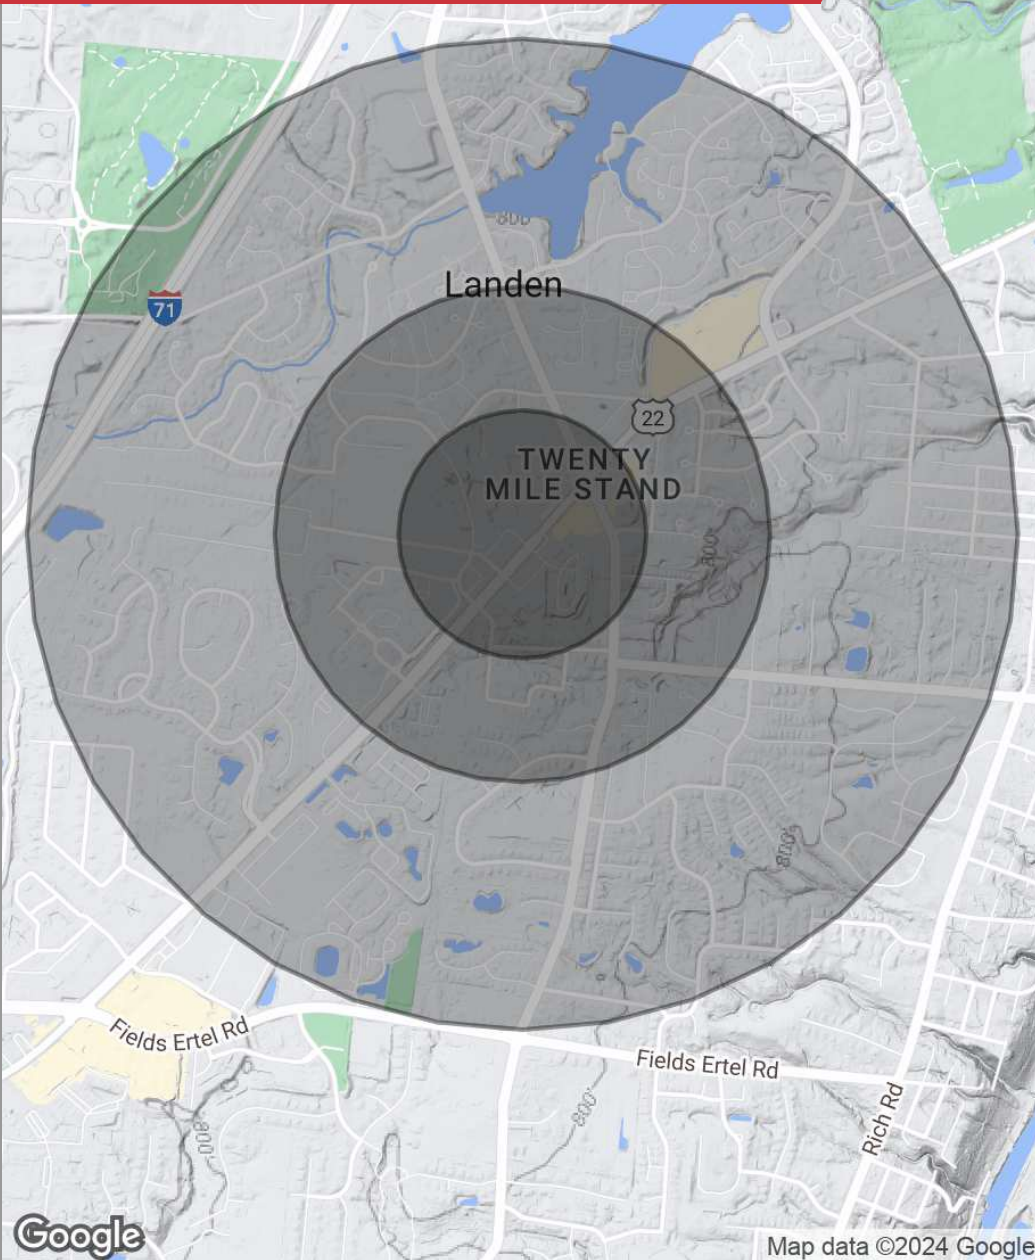 800
Landen
71
22
TWENTY
MILE STAND
800'
800'
Fields Ertel Rd
Fields Ertel Rd
800'
800'
Rich Rd
Google
Map data ©2024 Google